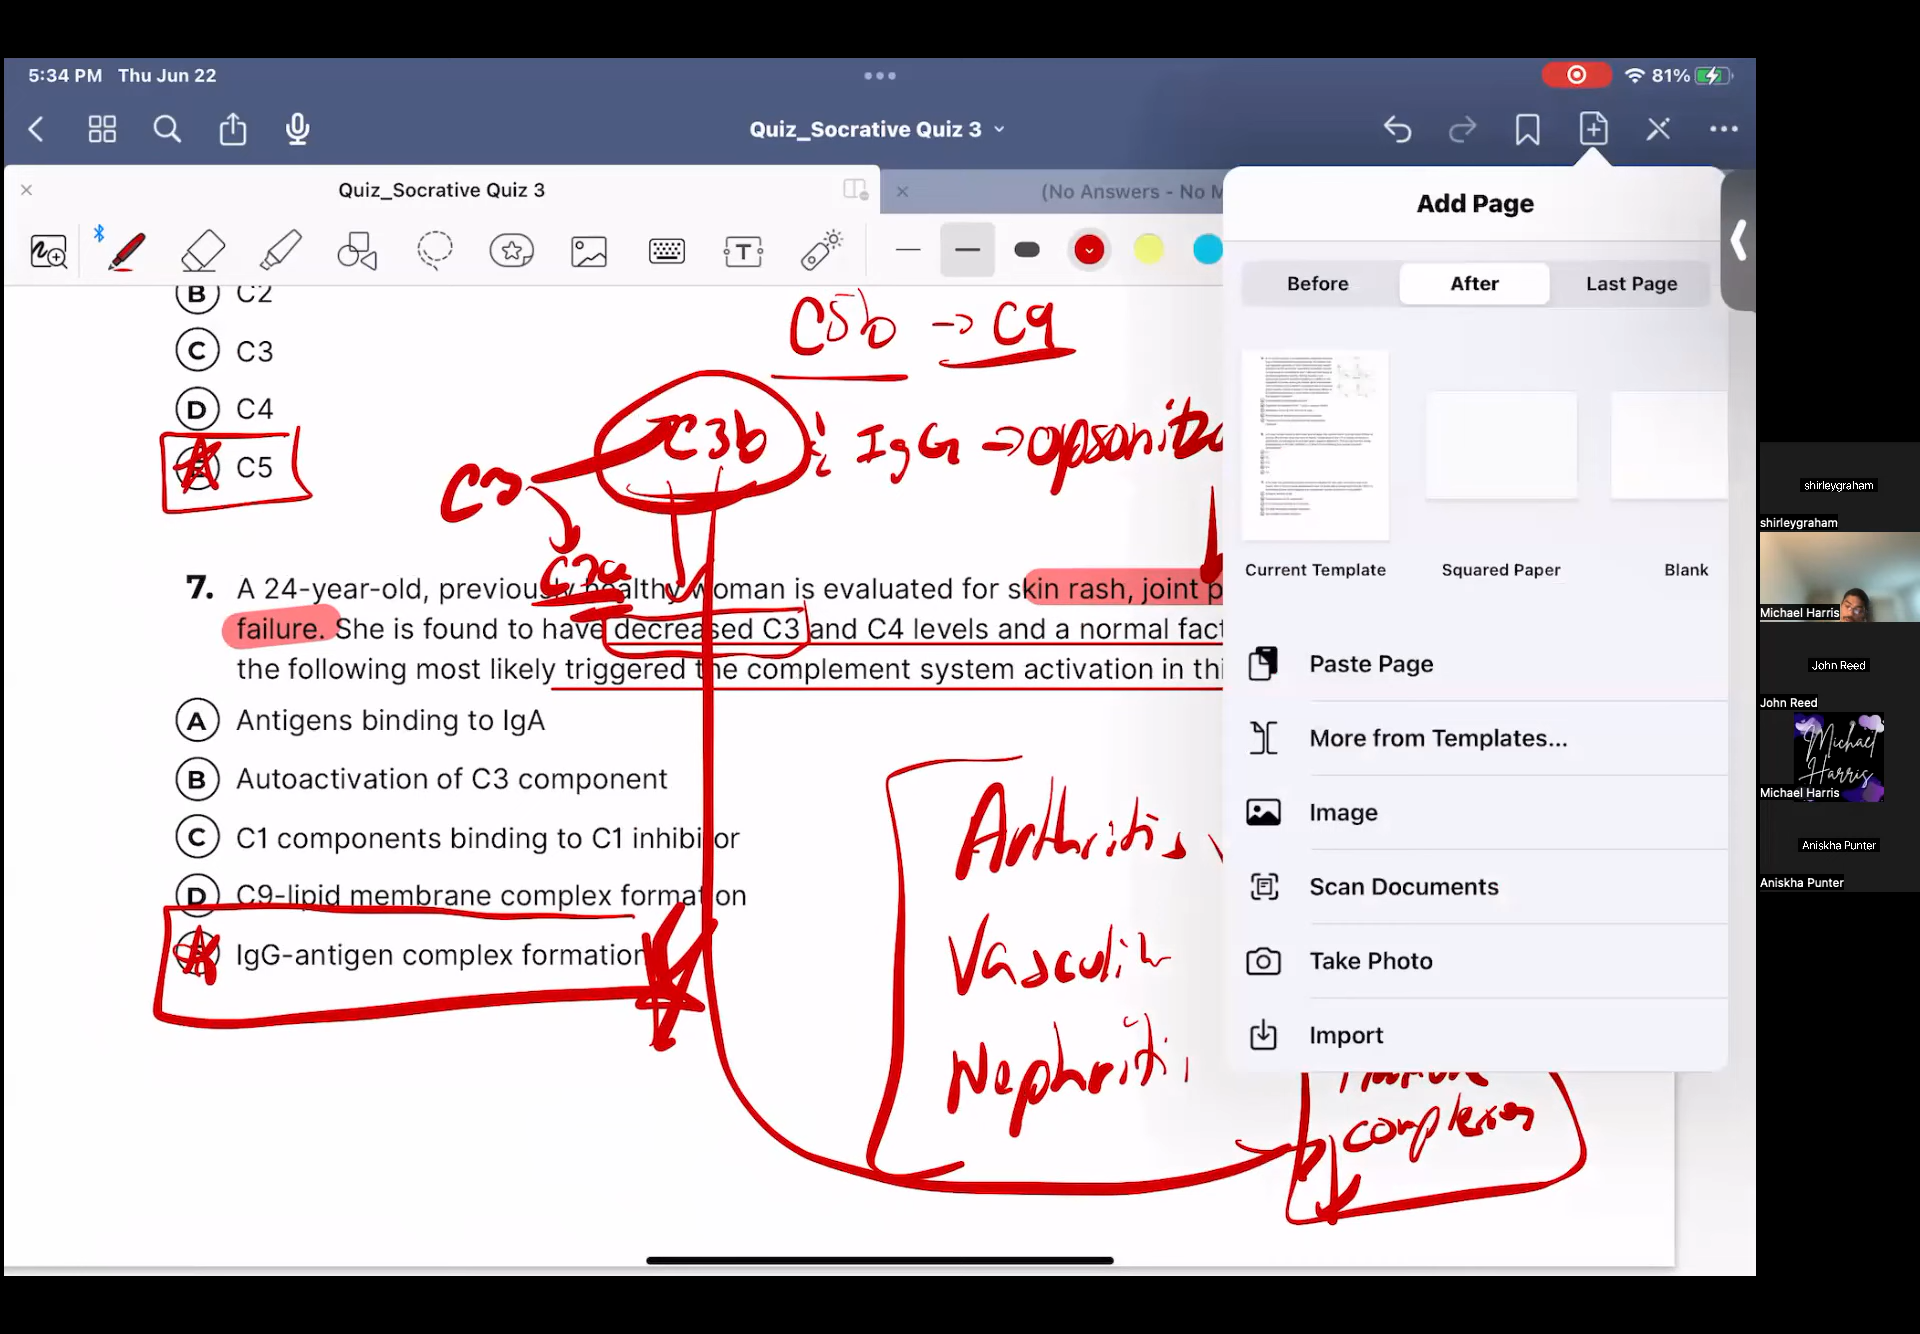 5:34 PM Thu Jun 22
81%
Quiz_Socrative Quiz 3
Quiz_Socrative Quiz 3
(No Answers - No M
T
B C2
C C3
D C4
C5
C5b → C9
C3b
IgG → opsoniz
C3
C3a
7. A 24-year-old, previously healthy woman is evaluated for skin rash, joint p
failure. She is found to have decreased C3 and C4 levels and a normal fact
the following most likely triggered the complement system activation in thi
A Antigens binding to IgA
B Autoactivation of C3 component
C C1 components binding to C1 inhibitor
D C9-lipid membrane complex formation
IgG-antigen complex formation
Arthritis
Vasculi
Nephriti
complexes
Add Page
Before After Last Page
Current Template Squared Paper Blank
Paste Page
More from Templates...
Image
Scan Documents
Take Photo
Import
shirleygraham
shirleygraham
Michael Harris
John Reed
John Reed
Michael
Harris
Michael Harris
Aniskha Punter
Aniskha Punter